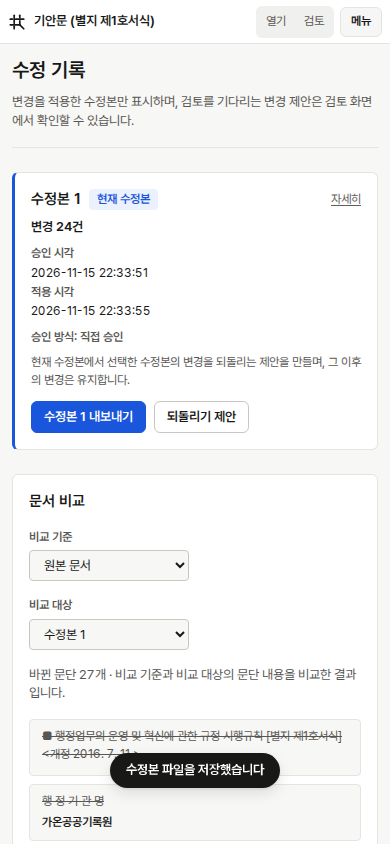 기안문 (별지 제1호서식)
열기 검토 메뉴
수정 기록
변경을 적용한 수정본만 표시하며, 검토를 기다리는 변경 제안은 검토 화면
에서 확인할 수 있습니다.
수정본 1 현재 수정본 자세히
변경 24건
승인 시각
2026-11-15 22:33:51
적용 시각
2026-11-15 22:33:55
승인 방식: 직접 승인
현재 수정본에서 선택한 수정본의 변경을 되돌리는 제안을 만들며, 그 이후
의 변경은 유지합니다.
수정본 1 내보내기 되돌리기 제안
문서 비교
비교 기준
원본 문서
비교 대상
수정본 1
바뀐 문단 27개 · 비교 기준과 비교 대상의 문단 내용을 비교한 결과
입니다.
■ 행정업무의 운영 및 혁신에 관한 규정 시행규칙 [별지 제1호서식]
<개정 2016. 7. 11.>
수정본 파일을 저장했습니다
행 정 기 관 명
가온공공기록원